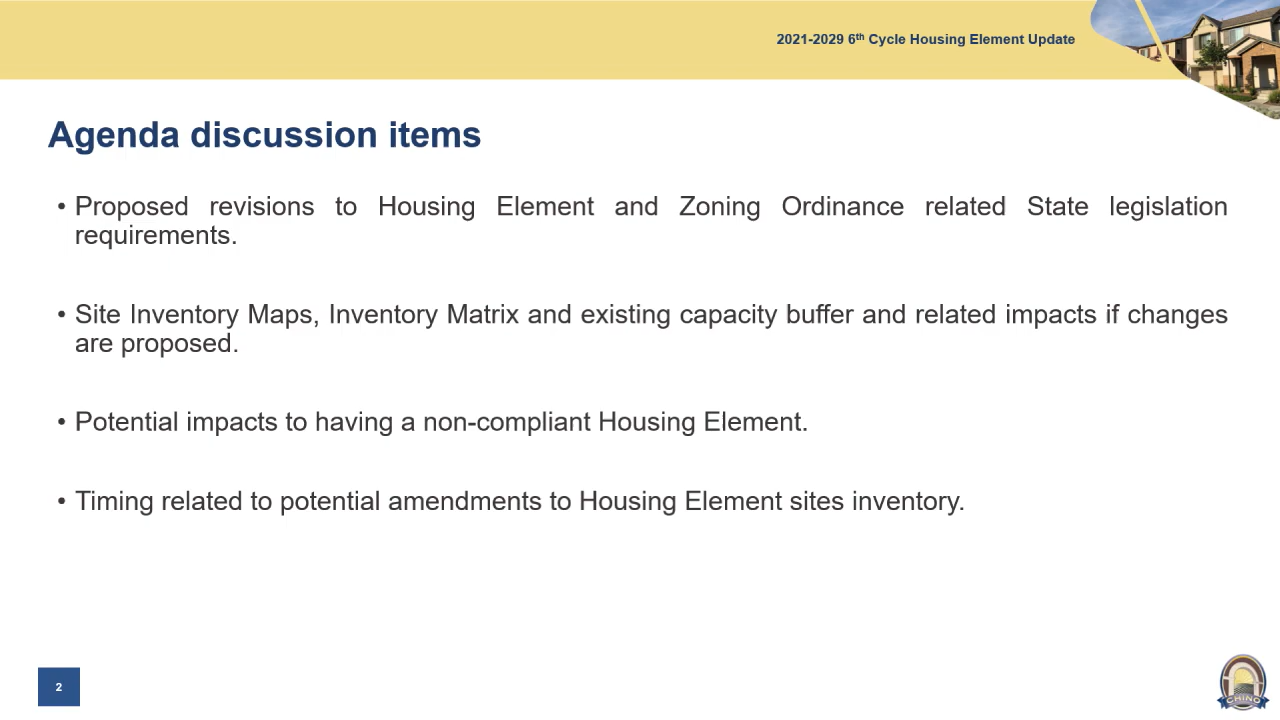 2021-2029 6th Cycle Housing Element Update
Agenda discussion items
• Proposed revisions to Housing Element and Zoning Ordinance related State legislation
requirements.
• Site Inventory Maps, Inventory Matrix and existing capacity buffer and related impacts if changes
are proposed.
• Potential impacts to having a non-compliant Housing Element.
• Timing related to potential amendments to Housing Element sites inventory.
2
CHINO